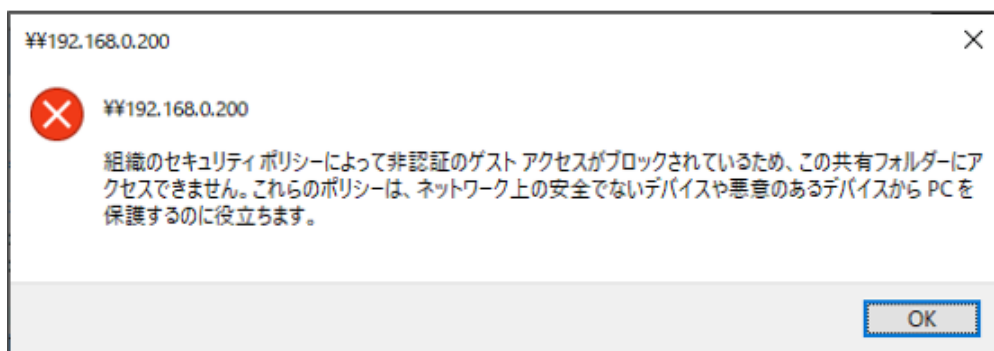 ¥¥192.168.0.200
¥¥192.168.0.200
組織のセキュリティ ポリシーによって非認証のゲスト アクセスがブロックされているため、この共有フォルダーにア
クセスできません。これらのポリシーは、ネットワーク上の安全でないデバイスや悪意のあるデバイスから PC を
保護するのに役立ちます。
OK